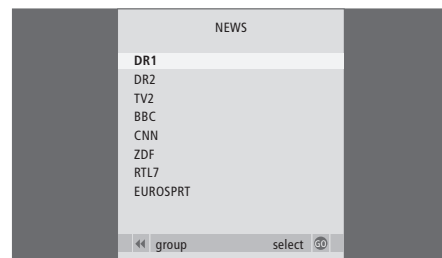 NEWS
DR1
DR2
TV2
BBC
CNN
ZDF
RTL7
EUROSPRT
group select GO